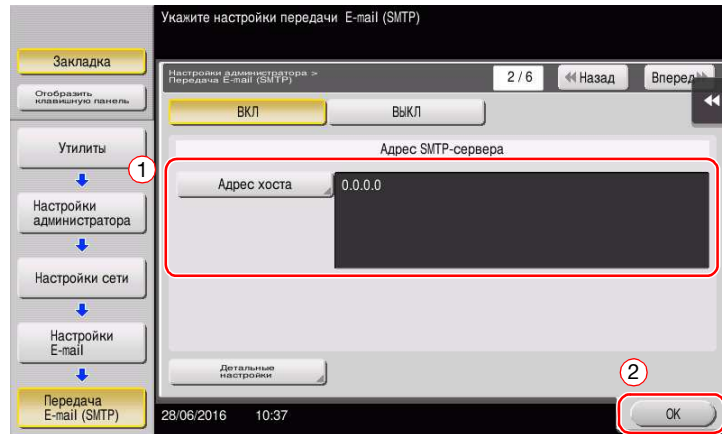 Укажите настройки передачи E-mail (SMTP)
Закладка
Отобразить
клавишную панель
Утилиты
Настройки
администратора
Настройки сети
Настройки
E-mail
Передача
E-mail (SMTP)
Настройки администратора >
Передача E-mail (SMTP)
2 / 6
Назад
Вперед
ВКЛ
ВЫКЛ
Адрес SMTP-сервера
1
Адрес хоста
0.0.0.0
Детальные
настройки
2
28/06/2016 10:37
OK